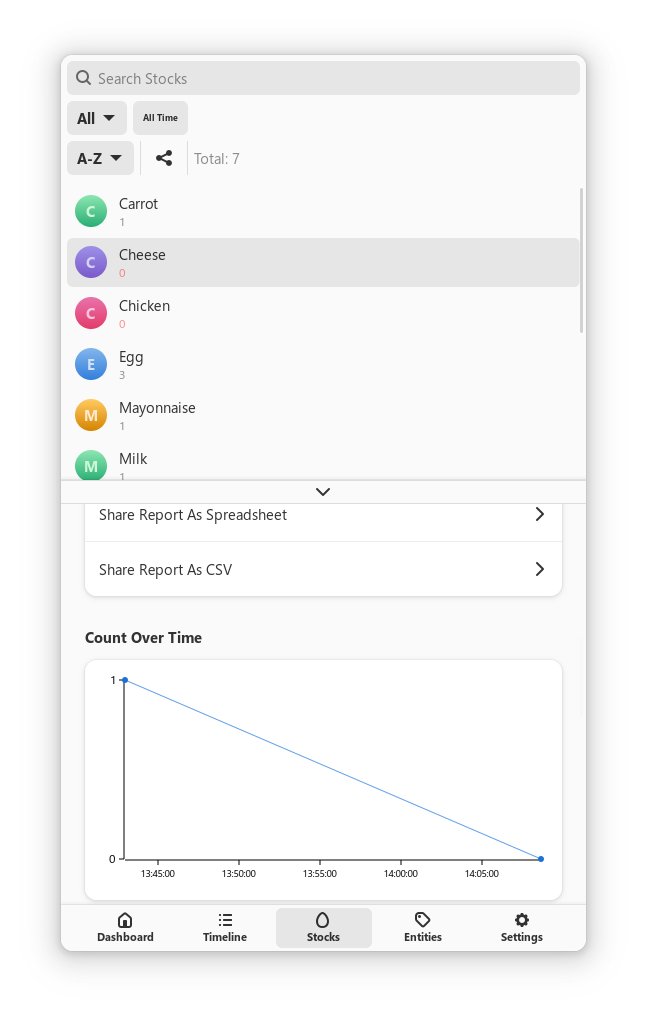 Search Stocks
All
All Time
A-Z
Total: 7
C
Carrot
1
C
Cheese
0
C
Chicken
0
E
Egg
3
M
Mayonnaise
1
M
Milk
1
Share Report As Spreadsheet
Share Report As CSV
Count Over Time
1
0
13:45:00 13:50:00 13:55:00 14:00:00 14:05:00
Dashboard Timeline Stocks Entities Settings